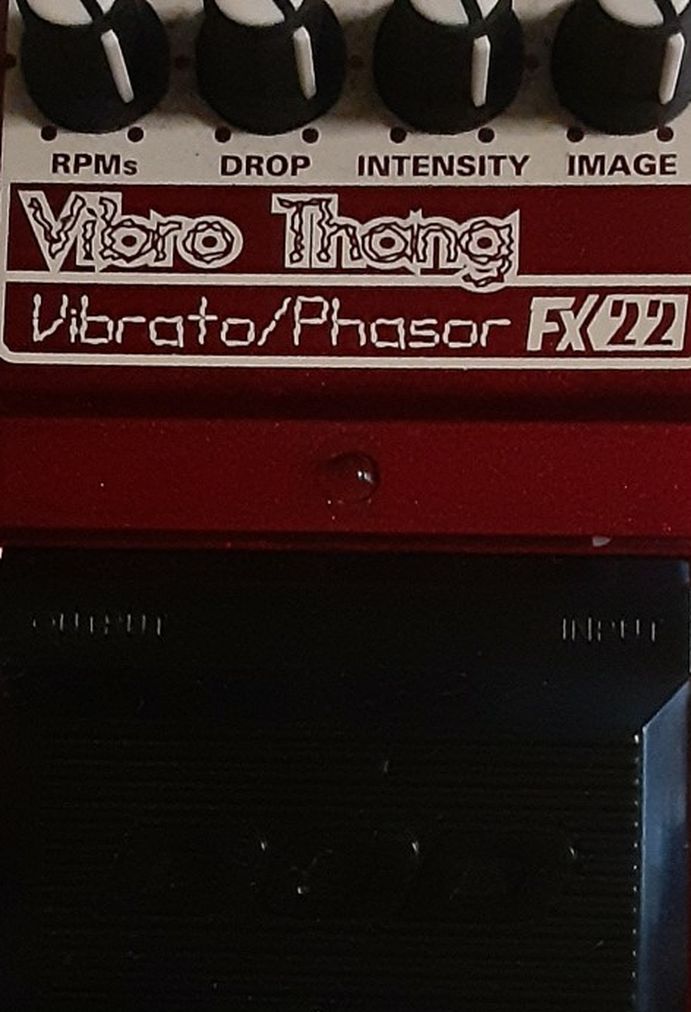 RPMs DROP INTENSITY IMAGE
Vibro Thang
Vibrato/Phasor FX22
OUTPUT INPUT